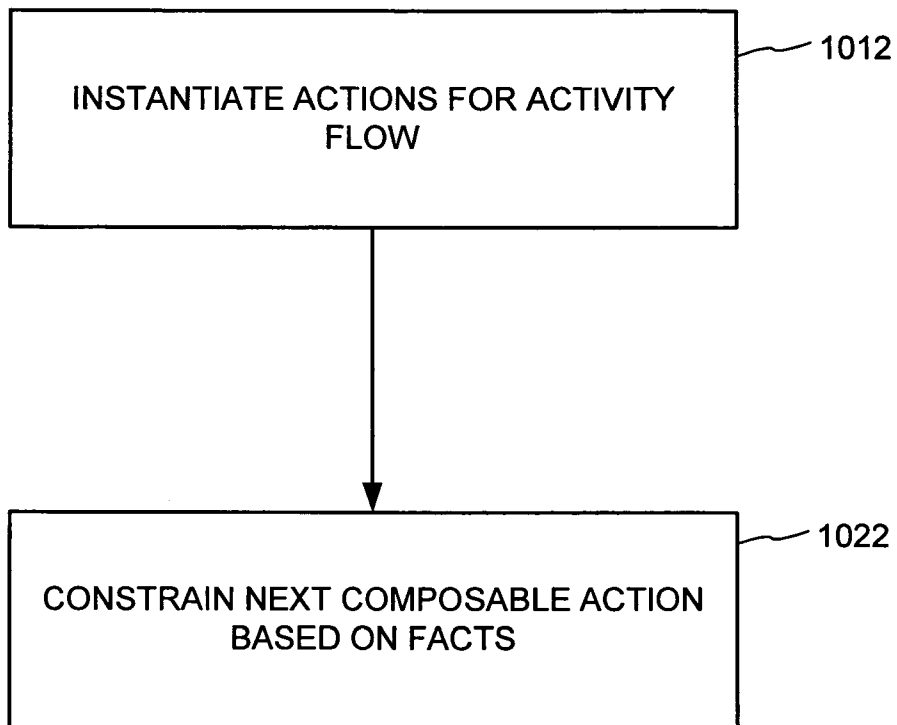 1012
INSTANTIATE ACTIONS FOR ACTIVITY
FLOW
1022
CONSTRAIN NEXT COMPOSABLE ACTION
BASED ON FACTS